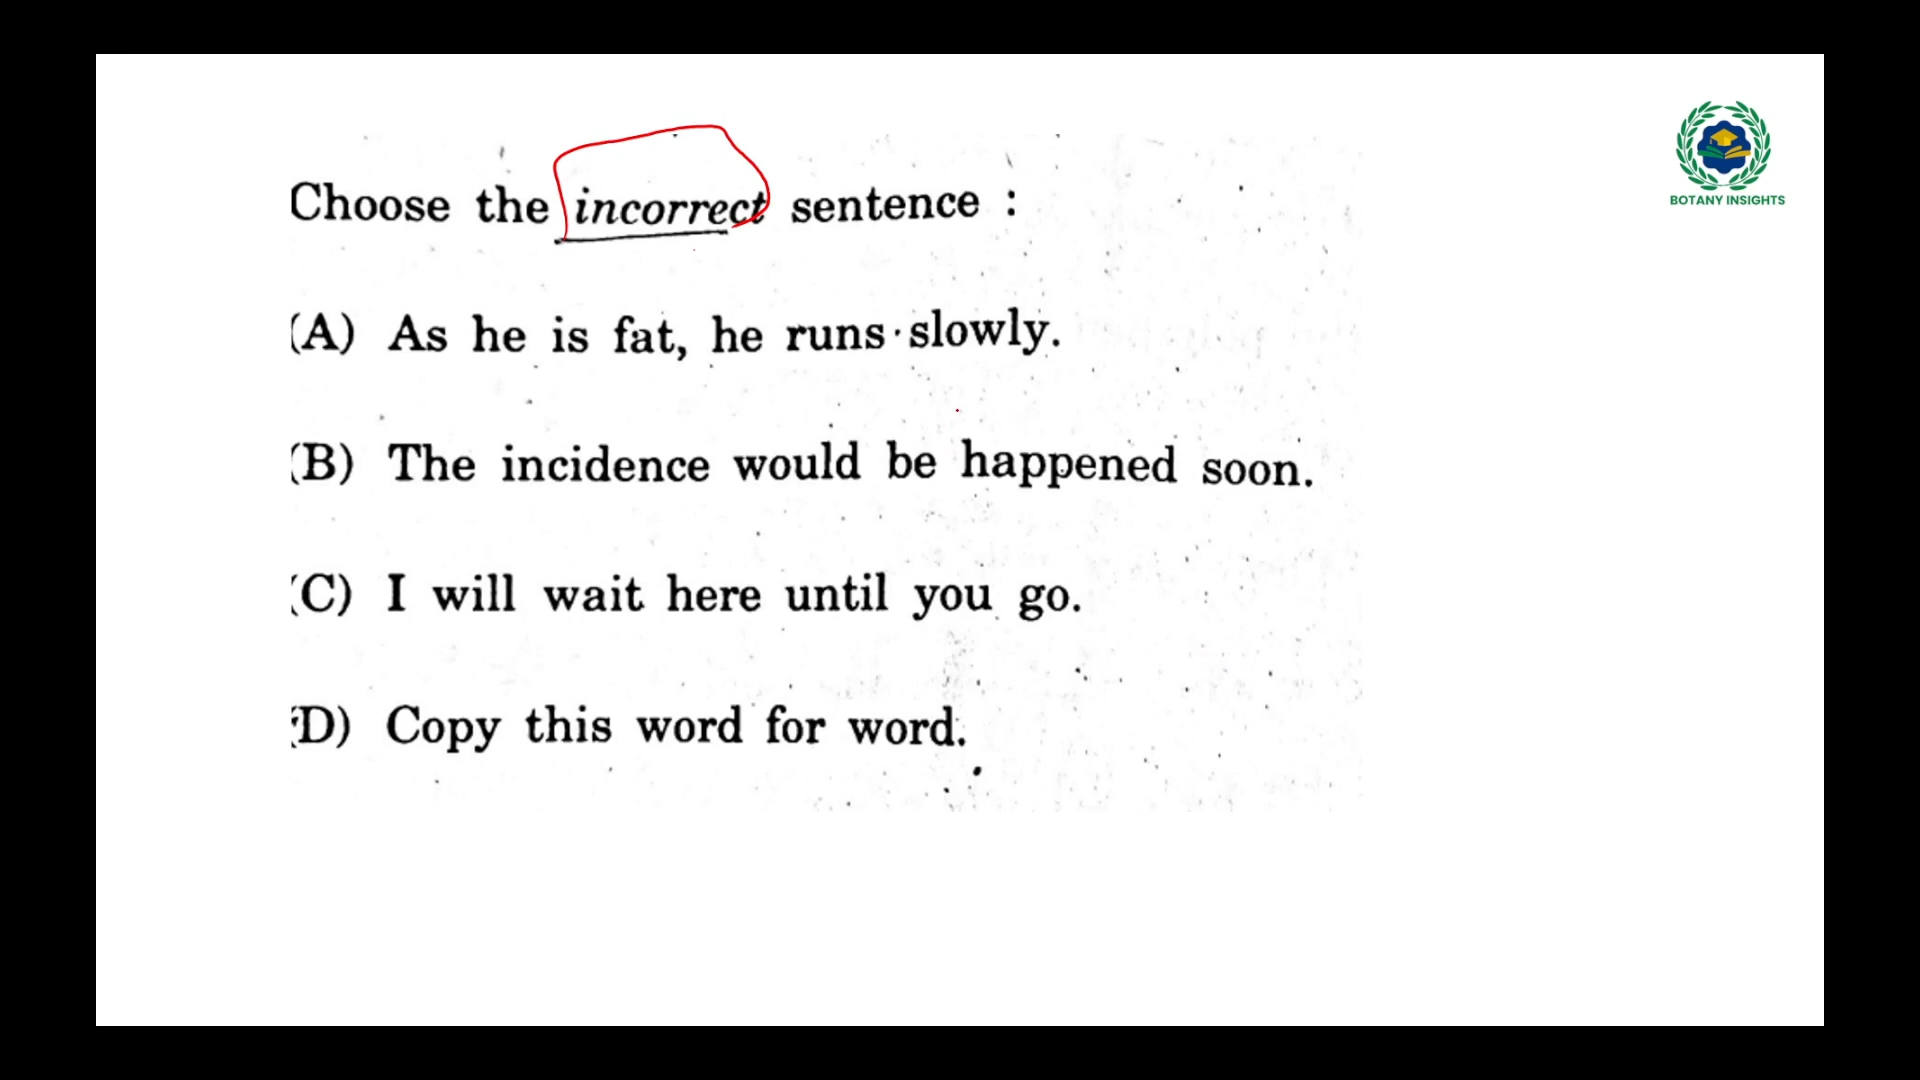 BOTANY INSIGHTS
Choose the incorrect sentence :
(A) As he is fat, he runs slowly.
(B) The incidence would be happened soon.
(C) I will wait here until you go.
(D) Copy this word for word.